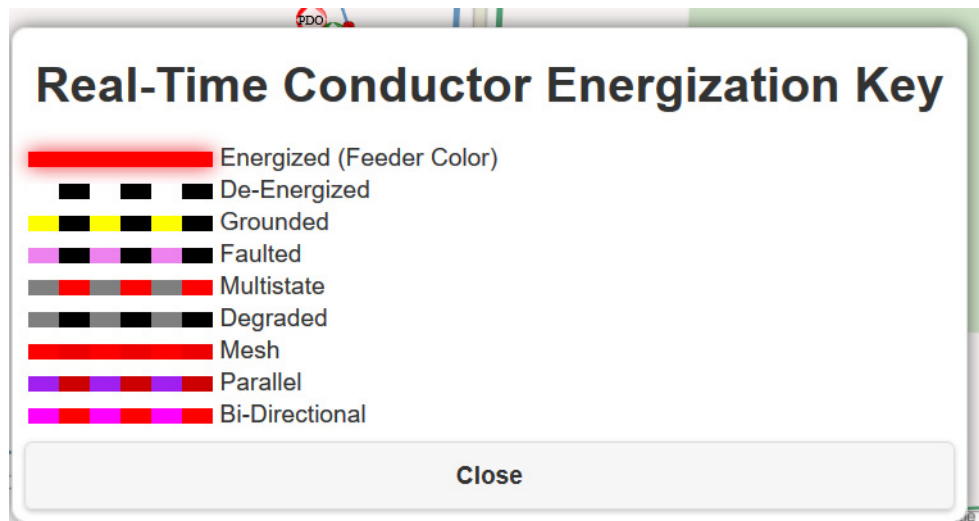 PDO
Real-Time Conductor Energization Key
Energized (Feeder Color)
De-Energized
Grounded
Faulted
Multistate
Degraded
Mesh
Parallel
Bi-Directional
Close